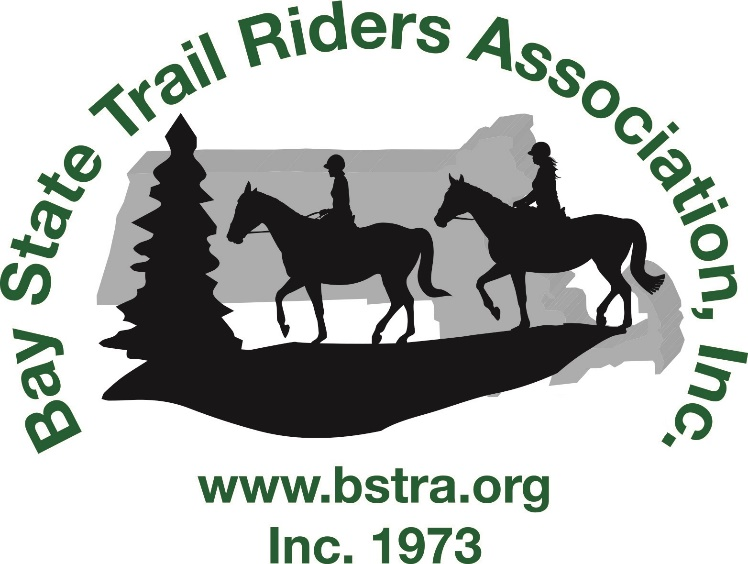 Bay State Trail Riders Association, Inc.
www.bstra.org
Inc. 1973